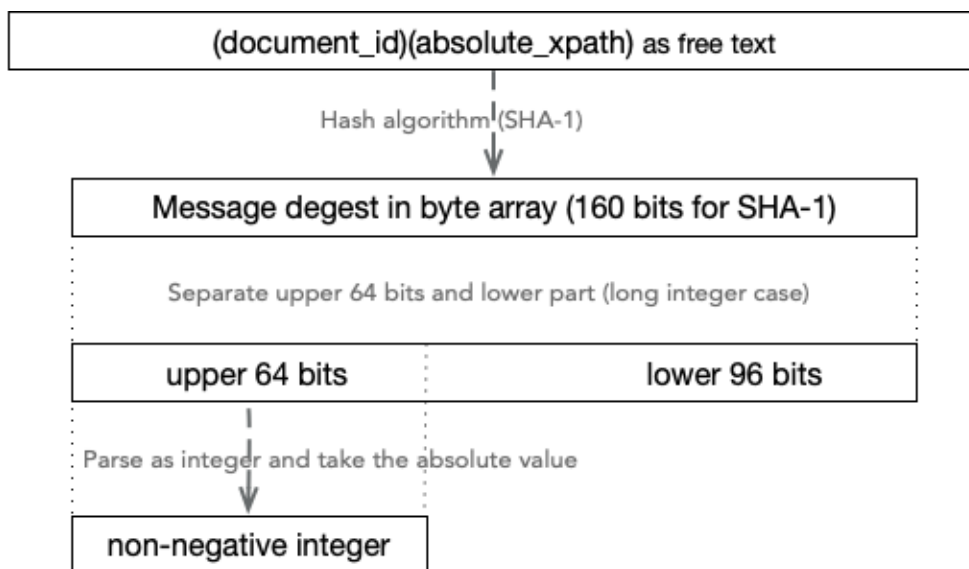 (document_id)(absolute_xpath) as free text
Hash algorithm (SHA-1)
Message degest in byte array (160 bits for SHA-1)
Separate upper 64 bits and lower part (long integer case)
upper 64 bits
lower 96 bits
Parse as integer and take the absolute value
non-negative integer